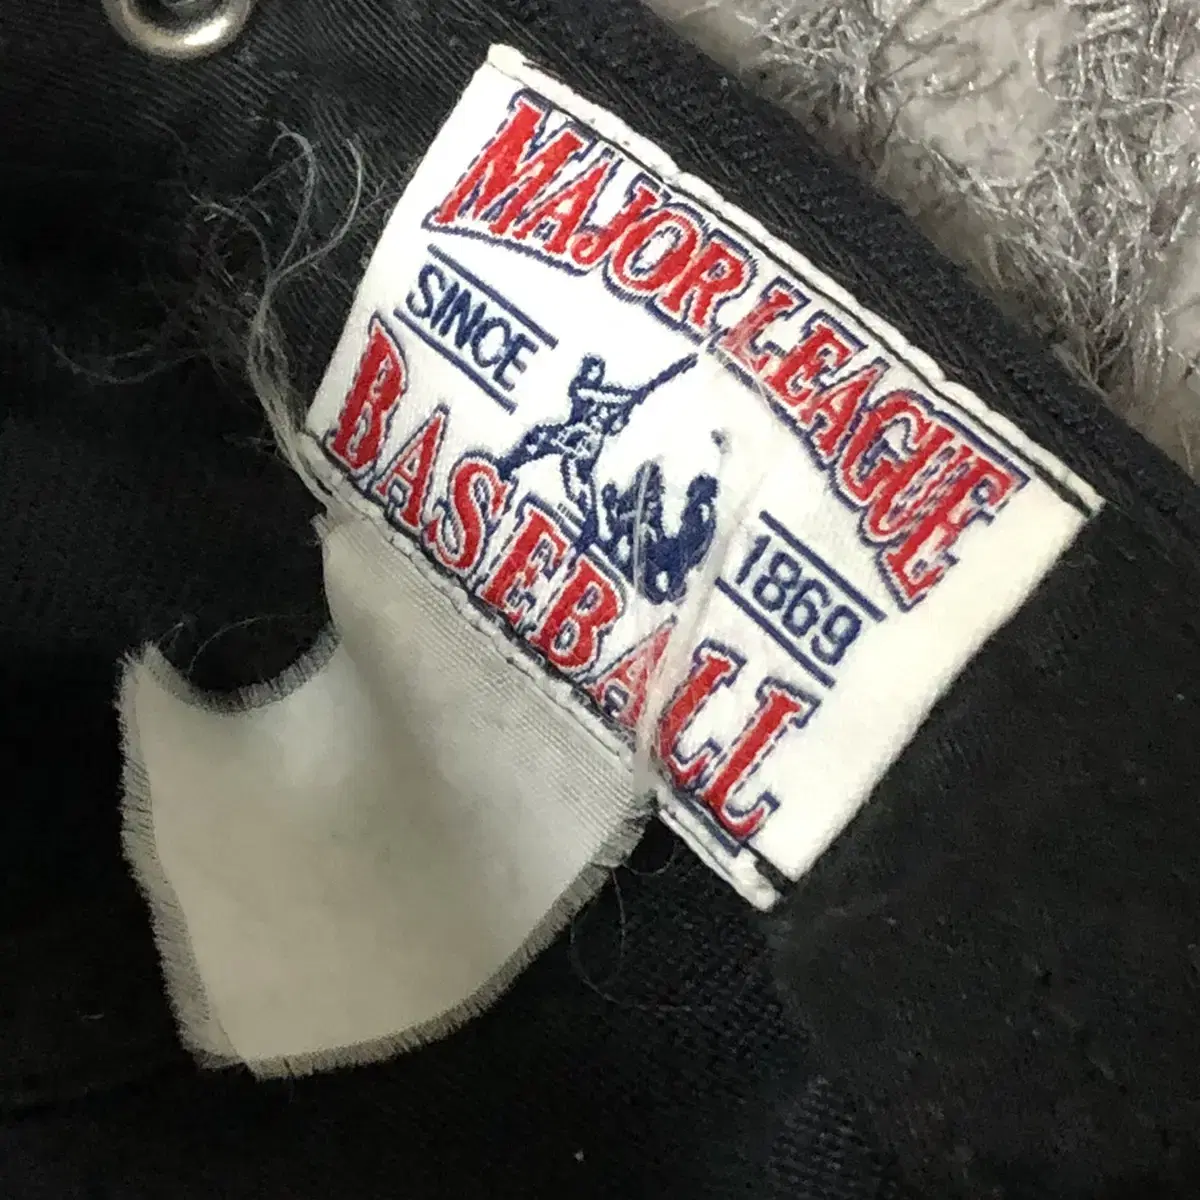 MAJOR LEAGUE
SINCE
1869
BASEBALL